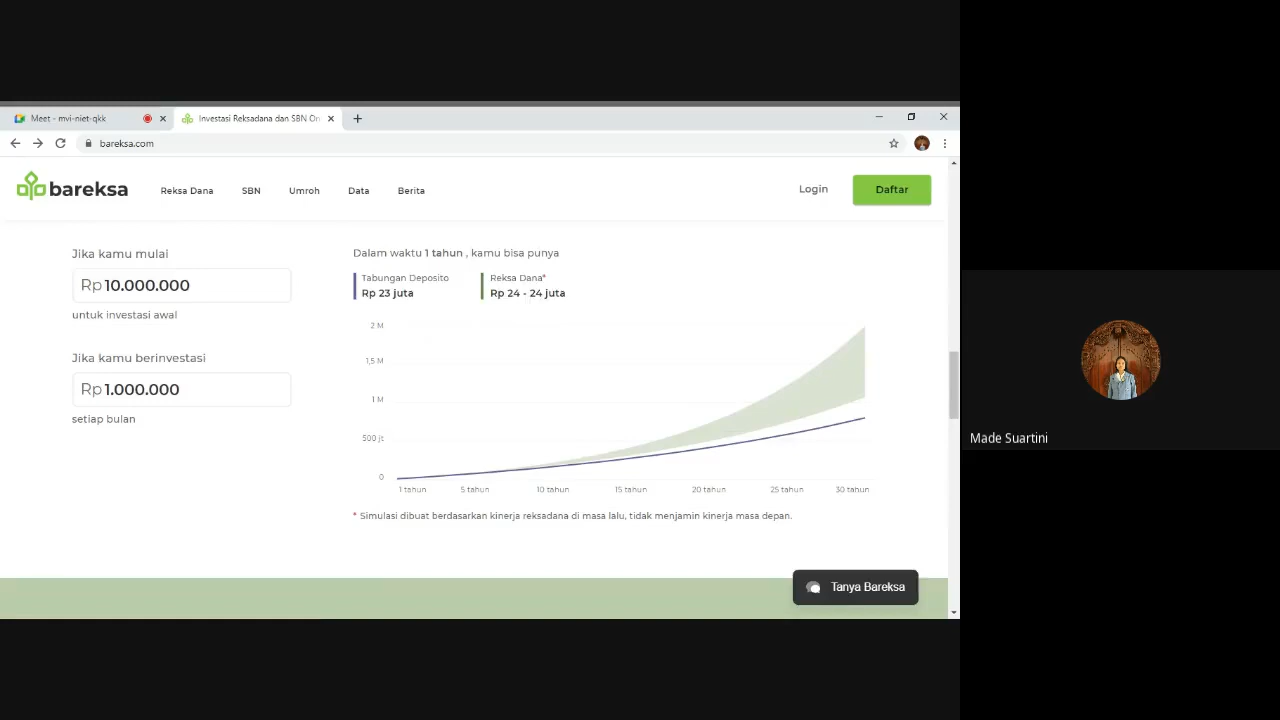 Meet - mvi-niet-qkk
Investasi Reksadana dan SBN On
bareksa.com
bareksa
Reksa Dana
SBN
Umroh
Data
Berita
Login
Daftar
Jika kamu mulai
Rp 10.000.000
untuk investasi awal
Jika kamu berinvestasi
Rp 1.000.000
setiap bulan
Dalam waktu 1 tahun , kamu bisa punya
Tabungan Deposito
Rp 23 juta
Reksa Dana*
Rp 24 - 24 juta
2 M
1,5 M
1 M
500 jt
0
1 tahun
5 tahun
10 tahun
15 tahun
20 tahun
25 tahun
30 tahun
* Simulasi dibuat berdasarkan kinerja reksadana di masa lalu, tidak menjamin kinerja masa depan.
Tanya Bareksa
Made Suartini